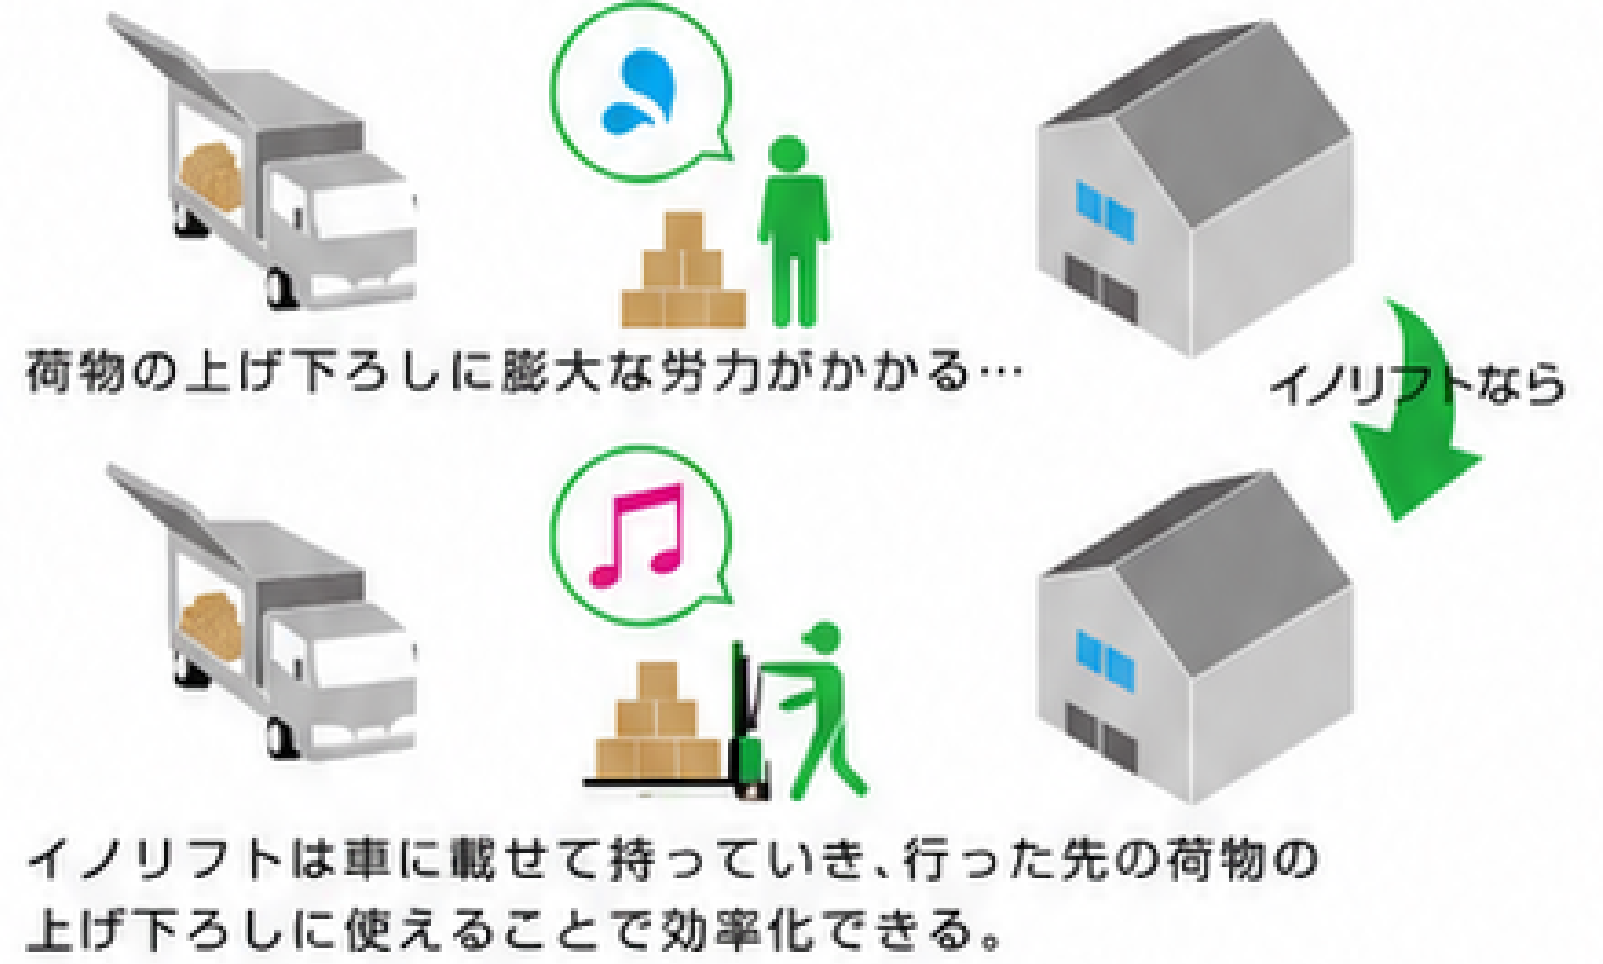 荷物の上げ下ろしに膨大な労力がかかる…
イノリフトなら
イノリフトは車に載せて持っていき、行った先の荷物の
上げ下ろしに使えることで効率化できる。